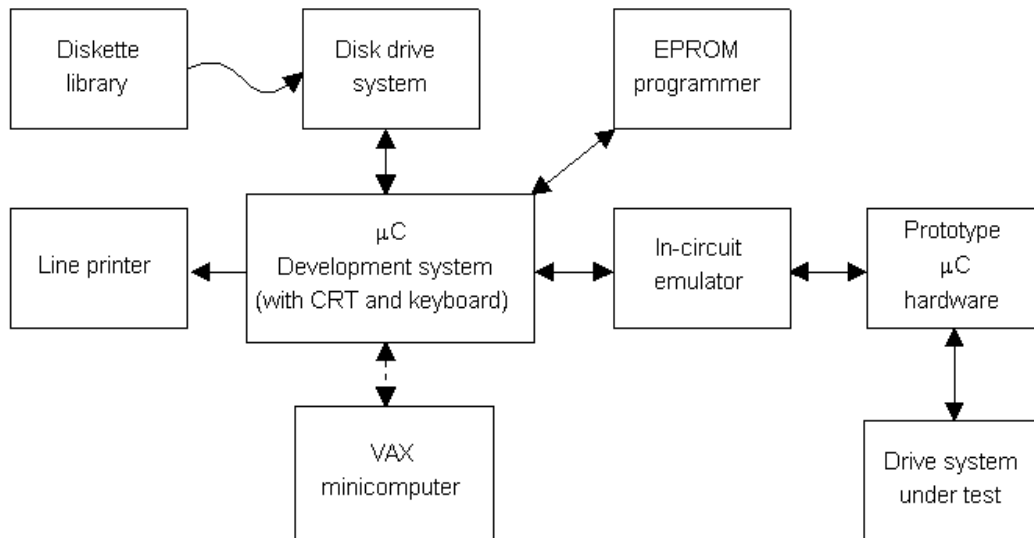 Diskette
library
Disk drive
system
EPROM
programmer
Line printer
μC
Development system
(with CRT and keyboard)
In-circuit
emulator
Prototype
μC
hardware
VAX
minicomputer
Drive system
under test